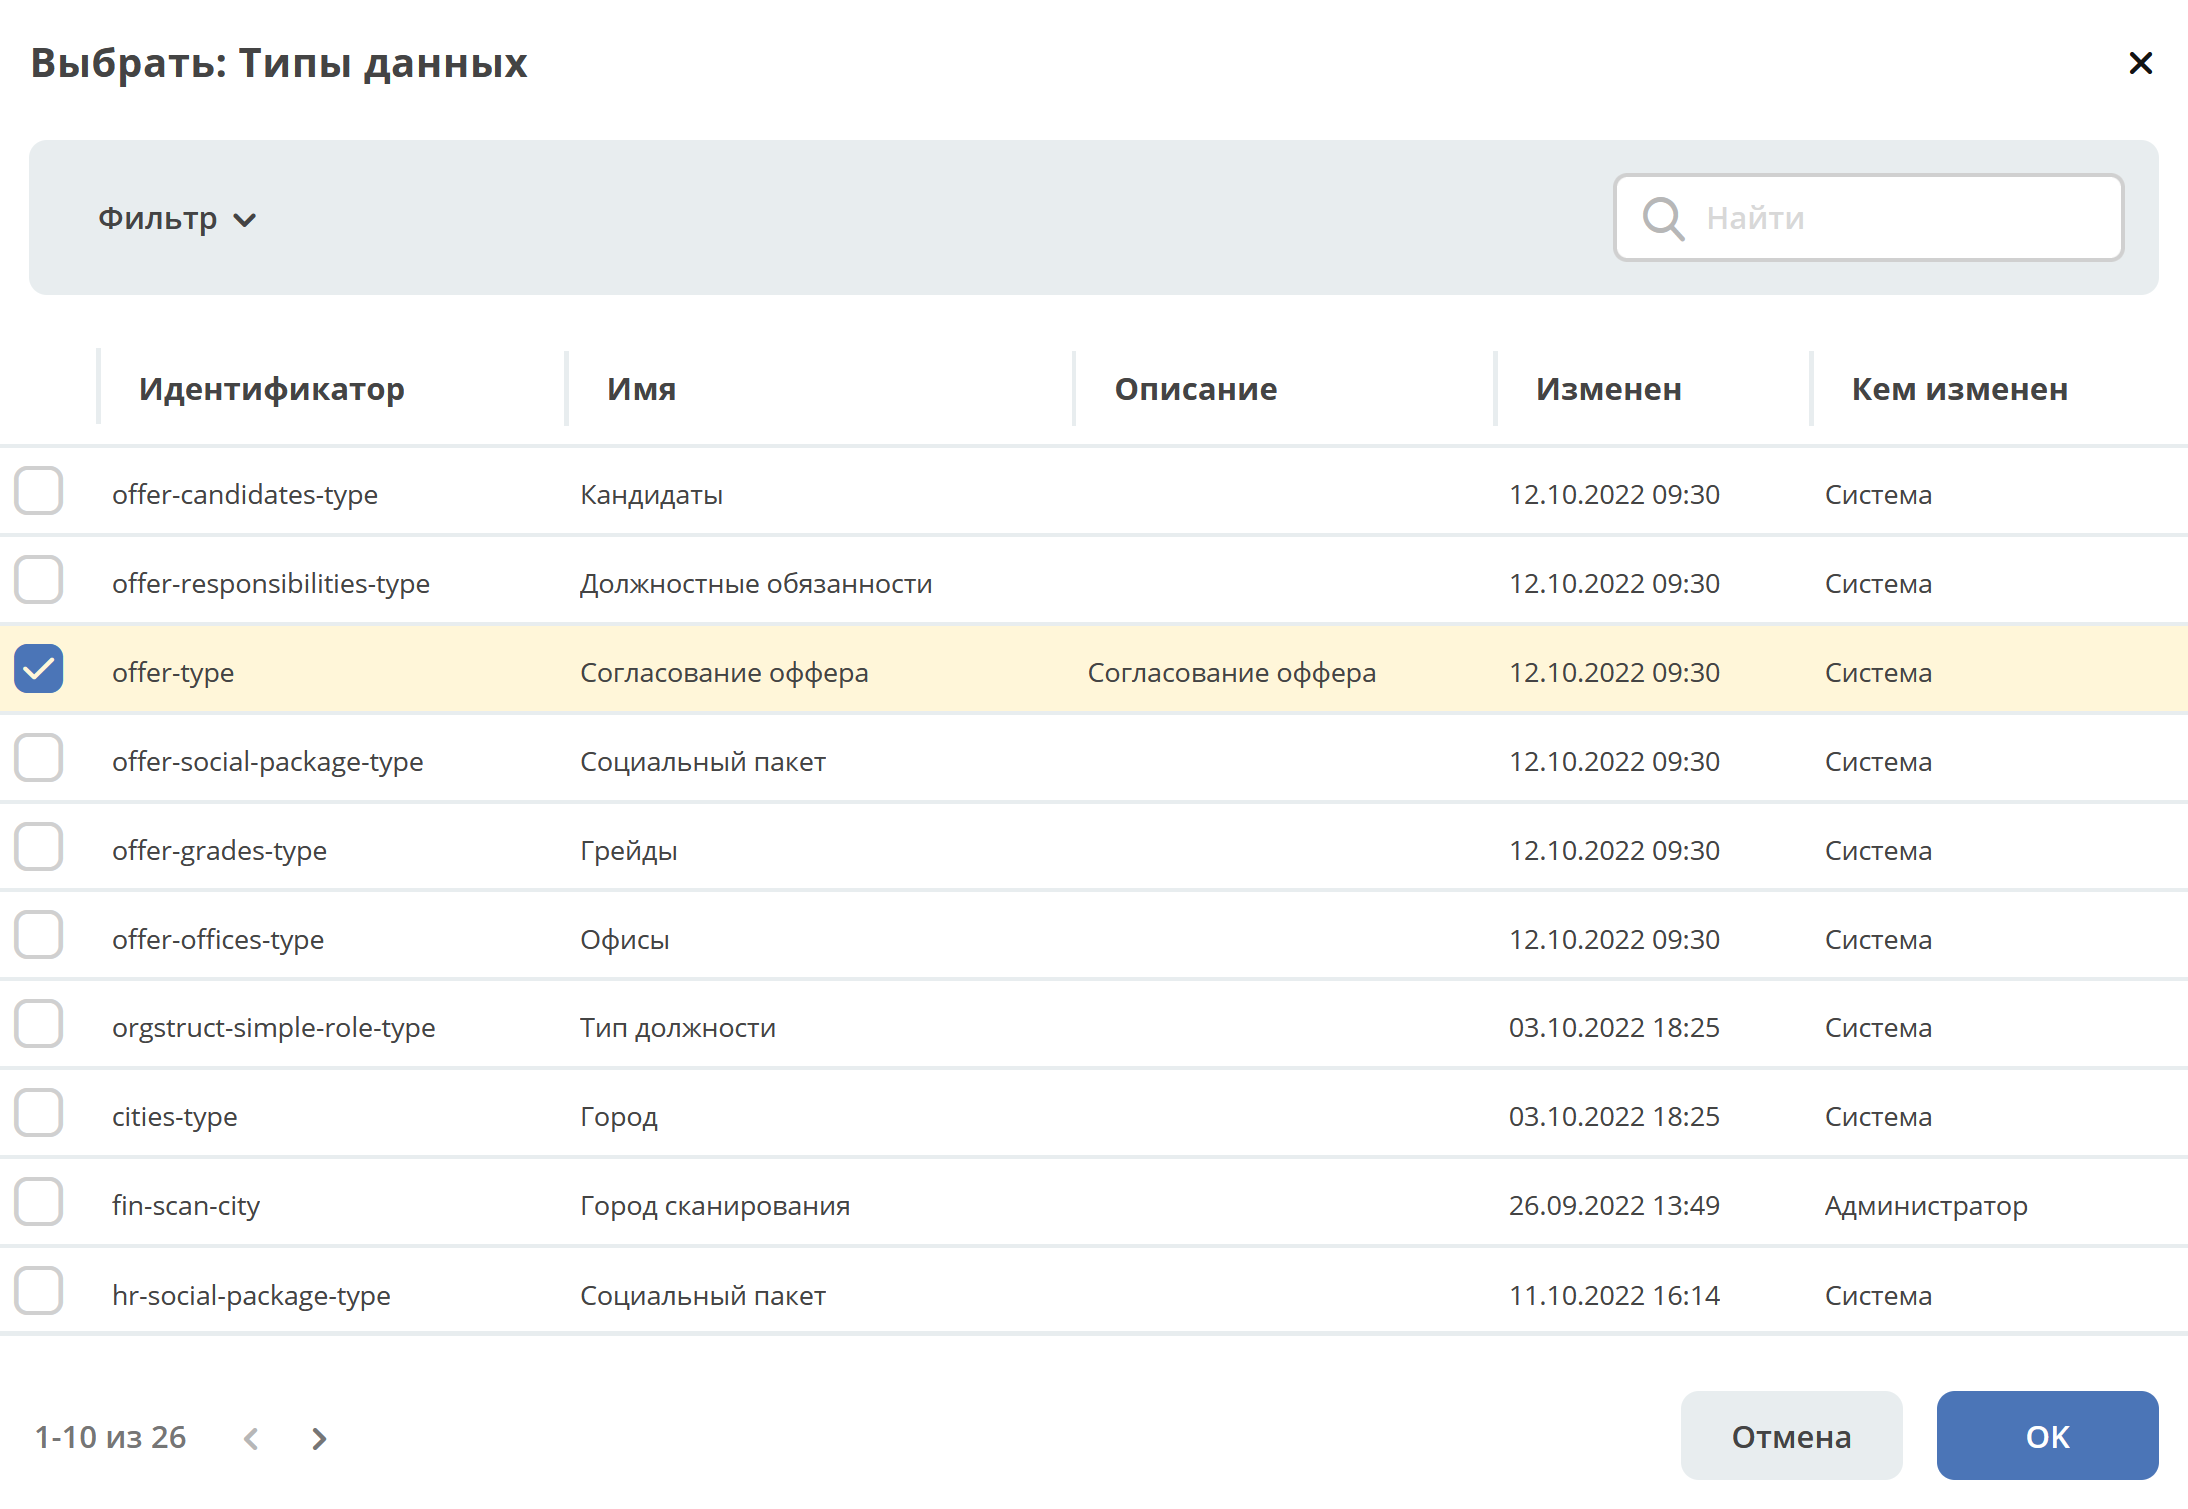 Выбрать: Типы данных
Фильтр
Найти
Идентификатор Имя Описание Изменен Кем изменен
offer-candidates-type Кандидаты 12.10.2022 09:30 Система
offer-responsibilities-type Должностные обязанности 12.10.2022 09:30 Система
offer-type Согласование оффера Согласование оффера 12.10.2022 09:30 Система
offer-social-package-type Социальный пакет 12.10.2022 09:30 Система
offer-grades-type Грейды 12.10.2022 09:30 Система
offer-offices-type Офисы 12.10.2022 09:30 Система
orgstruct-simple-role-type Тип должности 03.10.2022 18:25 Система
cities-type Город 03.10.2022 18:25 Система
fin-scan-city Город сканирования 26.09.2022 13:49 Администратор
hr-social-package-type Социальный пакет 11.10.2022 16:14 Система
1-10 из 26 Отмена OK